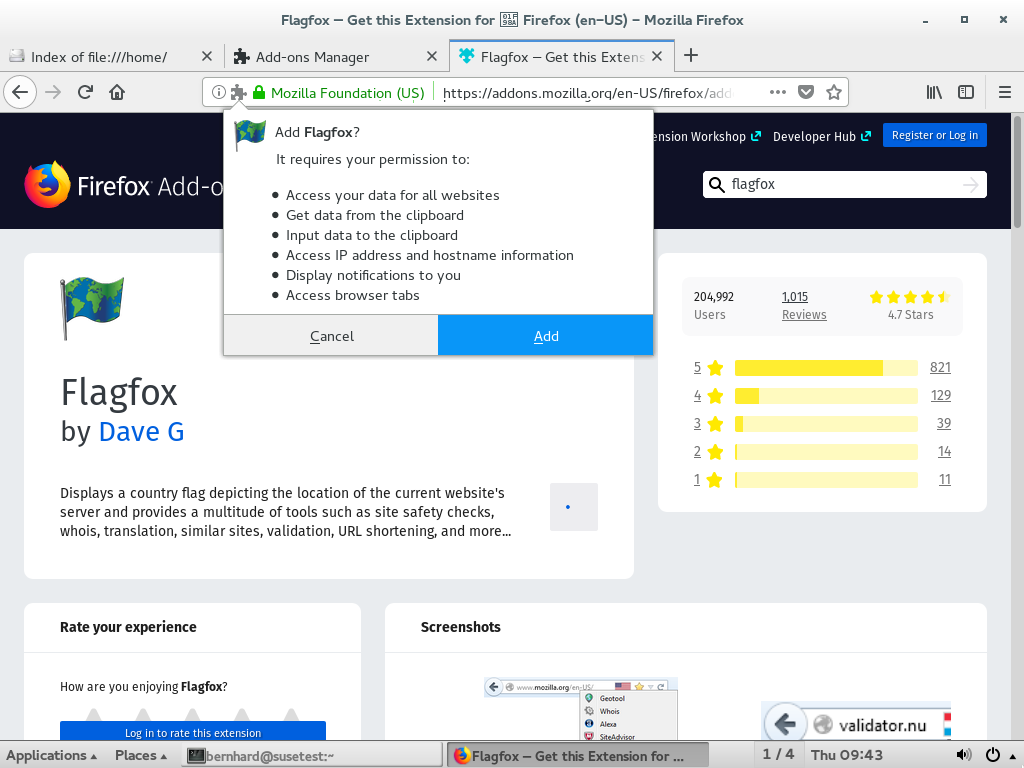 Flagfox — Get this Extension for 01F 98A Firefox (en-US) - Mozilla Firefox
Index of file:///home/
Add-ons Manager
Flagfox — Get this Extens
Mozilla Foundation (US)
https://addons.mozilla.org/en-US/firefox/add
Add Flagfox?
It requires your permission to:
• Access your data for all websites
• Get data from the clipboard
• Input data to the clipboard
• Access IP address and hostname information
• Display notifications to you
• Access browser tabs
Cancel
Add
ension Workshop
Developer Hub
Register or Log in
Firefox Add-o
flagfox
Flagfox
by Dave G
Displays a country flag depicting the location of the current website's
server and provides a multitude of tools such as site safety checks,
whois, translation, similar sites, validation, URL shortening, and more...
204,992
Users
1,015
Reviews
4.7 Stars
5 821
4 129
3 39
2 14
1 11
Rate your experience
How are you enjoying Flagfox?
Log in to rate this extension
Screenshots
www.mozilla.org/en-US/
Geotool
Whois
Alexa
SiteAdvisor
validator.nu
Applications
Places
bernhard@susetest:~
Flagfox — Get this Extension for ...
1 / 4
Thu 09:43